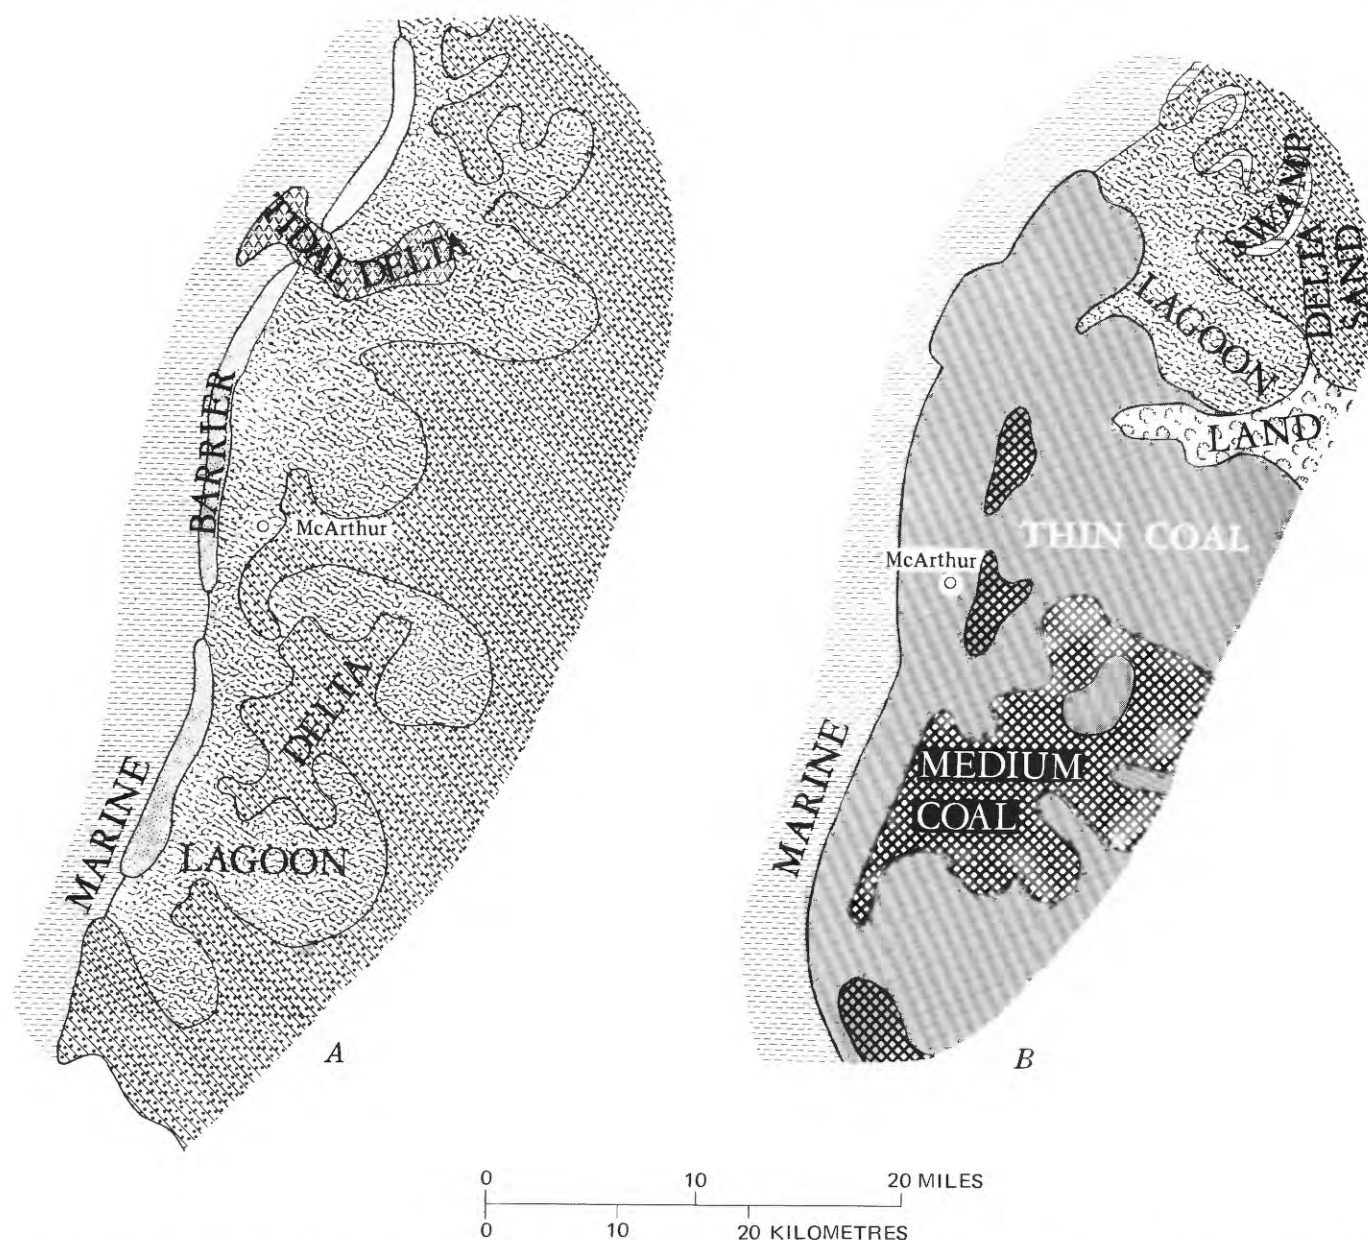 TIDAL DELTA
BARRIER
McArthur
DELTA
MARINE
LAGOON
A
SWAMP
DELTA
SAND
LAGOON
LAND
THIN COAL
McArthur
MEDIUM
COAL
MARINE
B
0 10 20 MILES
0 10 20 KILOMETRES